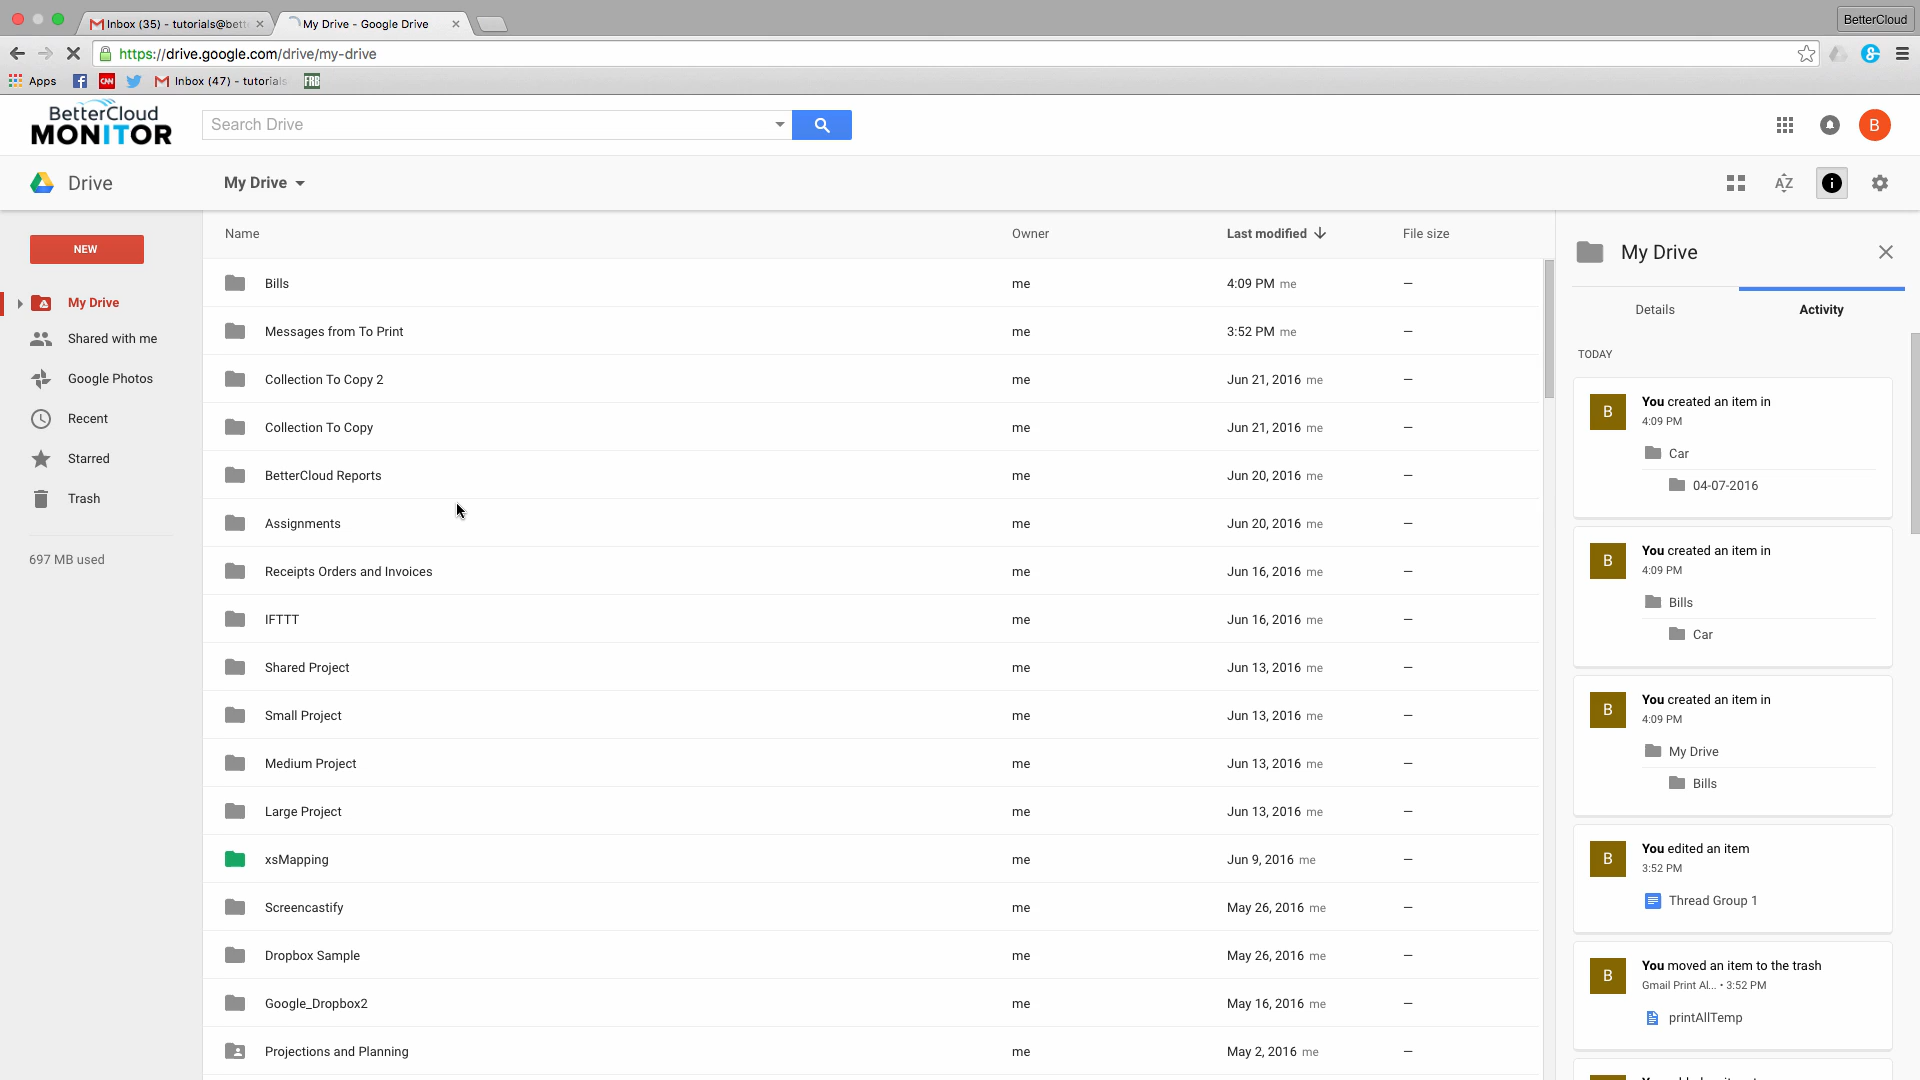 Inbox (35) - tutorials@bett
My Drive - Google Drive
BetterCloud
https://drive.google.com/drive/my-drive
Apps
CNN
Inbox (47) - tutorials
FRB
BetterCloud
MONITOR
Search Drive
B
Drive
My Drive
AZ
i
NEW
My Drive
Shared with me
Google Photos
Recent
Starred
Trash
697 MB used
Name Owner Last modified File size
Bills me 4:09 PM me —
Messages from To Print me 3:52 PM me —
Collection To Copy 2 me Jun 21, 2016 me —
Collection To Copy me Jun 21, 2016 me —
BetterCloud Reports me Jun 20, 2016 me —
Assignments me Jun 20, 2016 me —
Receipts Orders and Invoices me Jun 16, 2016 me —
IFTTT me Jun 16, 2016 me —
Shared Project me Jun 13, 2016 me —
Small Project me Jun 13, 2016 me —
Medium Project me Jun 13, 2016 me —
Large Project me Jun 13, 2016 me —
xsMapping me Jun 9, 2016 me —
Screencastify me May 26, 2016 me —
Dropbox Sample me May 26, 2016 me —
Google_Dropbox2 me May 16, 2016 me —
Projections and Planning me May 2, 2016 me —
My Drive
Details Activity
TODAY
B
You created an item in
4:09 PM
Car
04-07-2016
B
You created an item in
4:09 PM
Bills
Car
B
You created an item in
4:09 PM
My Drive
Bills
B
You edited an item
3:52 PM
Thread Group 1
B
You moved an item to the trash
Gmail Print Al... • 3:52 PM
printAllTemp